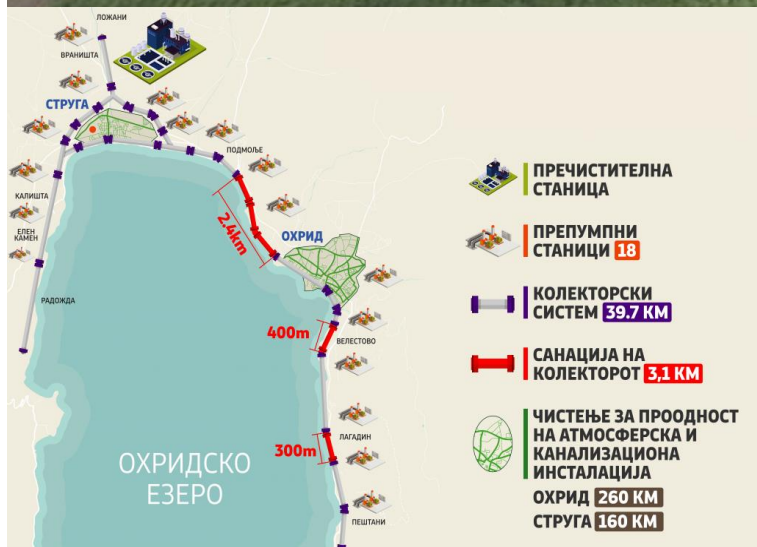 ЛОЖАНИ
ВРАНИШТА
СТРУГА
ПОДМОЉЕ
КАЛИШТА
ЕЛЕН
КАМЕН
РАДОЖДА
2.4km
ОХРИД
400m
ВЕЛЕСТОВО
300m
ЛАГАДИН
ПЕШТАНИ
ОХРИДСКО
ЕЗЕРО
ПРЕЧИСТИТЕЛНА
СТАНИЦА
ПРЕПУМПНИ
СТАНИЦИ 18
КОЛЕКТОРСКИ
СИСТЕМ 39.7 КМ
САНАЦИЈА НА
КОЛЕКТОРОТ 3,1 КМ
ЧИСТЕЊЕ ЗА ПРООДНОСТ
НА АТМОСФЕРСКА И
КАНАЛИЗАЦИОНА
ИНСТАЛАЦИЈА
ОХРИД 260 КМ
СТРУГА 160 КМ